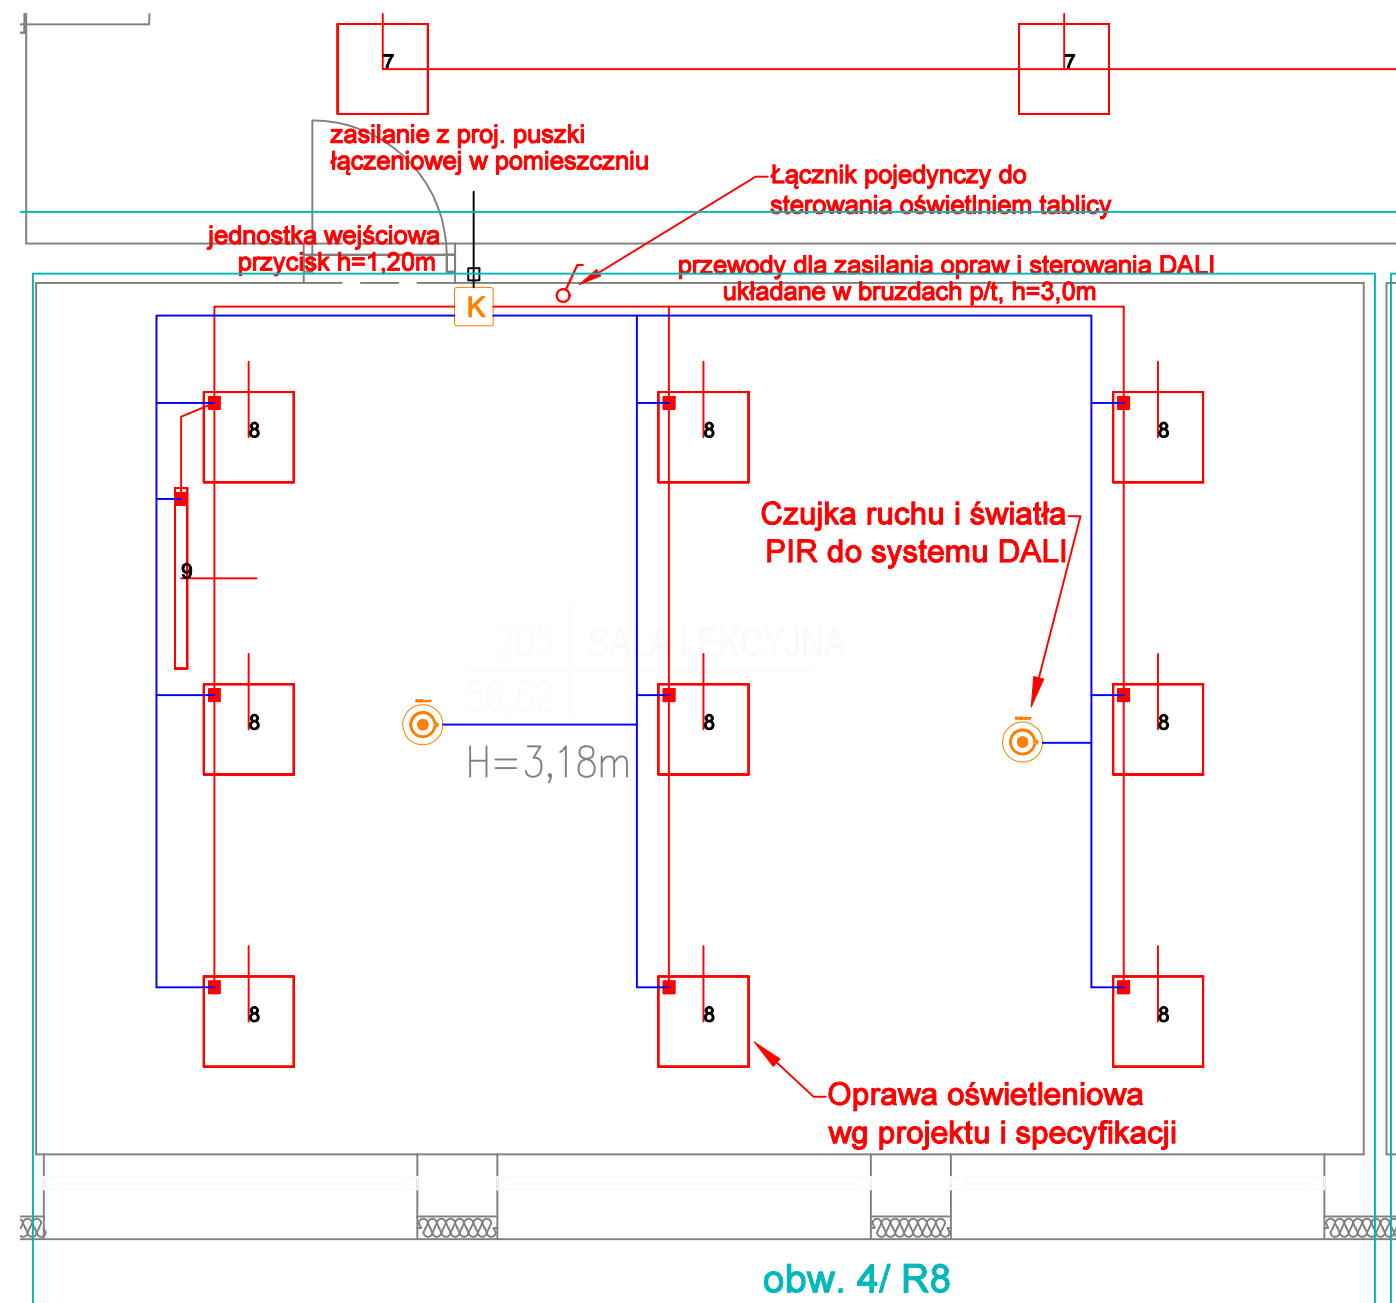 7
7
zasilanie z proj. puszki
łączeniowej w pomieszczniu
Łącznik pojedynczy do
sterowania oświetlniem tablicy
jednostka wejściowa
przycisk h=1,20m
przewody dla zasilania opraw i sterowania DALI
układane w bruzdach p/t, h=3,0m
K
8
8
8
Czujka ruchu i światła
PIR do systemu DALI
9
205 SALA LEKCYJNA
50,62
8
8
8
H=3,18m
8
8
8
Oprawa oświetleniowa
wg projektu i specyfikacji
obw. 4/ R8